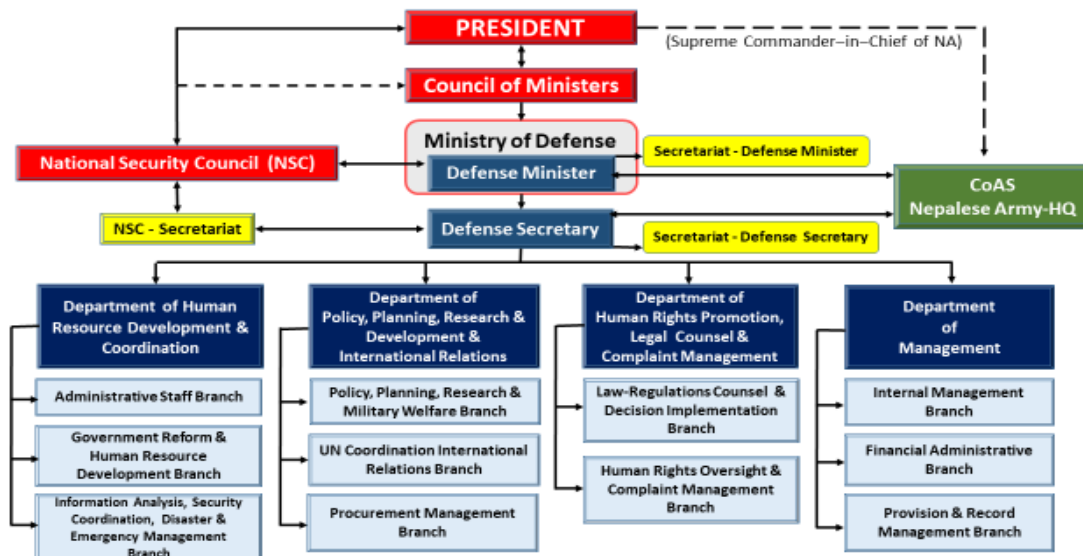 PRESIDENT
(Supreme Commander–in–Chief of NA)
Council of Ministers
Ministry of Defense
Secretariat - Defense Minister
National Security Council (NSC)
Defense Minister
CoAS
Nepalese Army-HQ
NSC - Secretariat
Defense Secretary
Secretariat - Defense Secretary
Department of Human
Resource Development &
Coordination
Administrative Staff Branch
Government Reform &
Human Resource
Development Branch
Information Analysis, Security
Coordination, Disaster &
Emergency Management
Branch
Department of
Policy, Planning, Research &
Development &
International Relations
Policy, Planning, Research &
Military Welfare Branch
UN Coordination International
Relations Branch
Procurement Management
Branch
Department of
Human Rights Promotion,
Legal Counsel &
Complaint Management
Law-Regulations Counsel &
Decision Implementation
Branch
Human Rights Oversight &
Complaint Management
Branch
Department
of
Management
Internal Management
Branch
Financial Administrative
Branch
Provision & Record
Management Branch